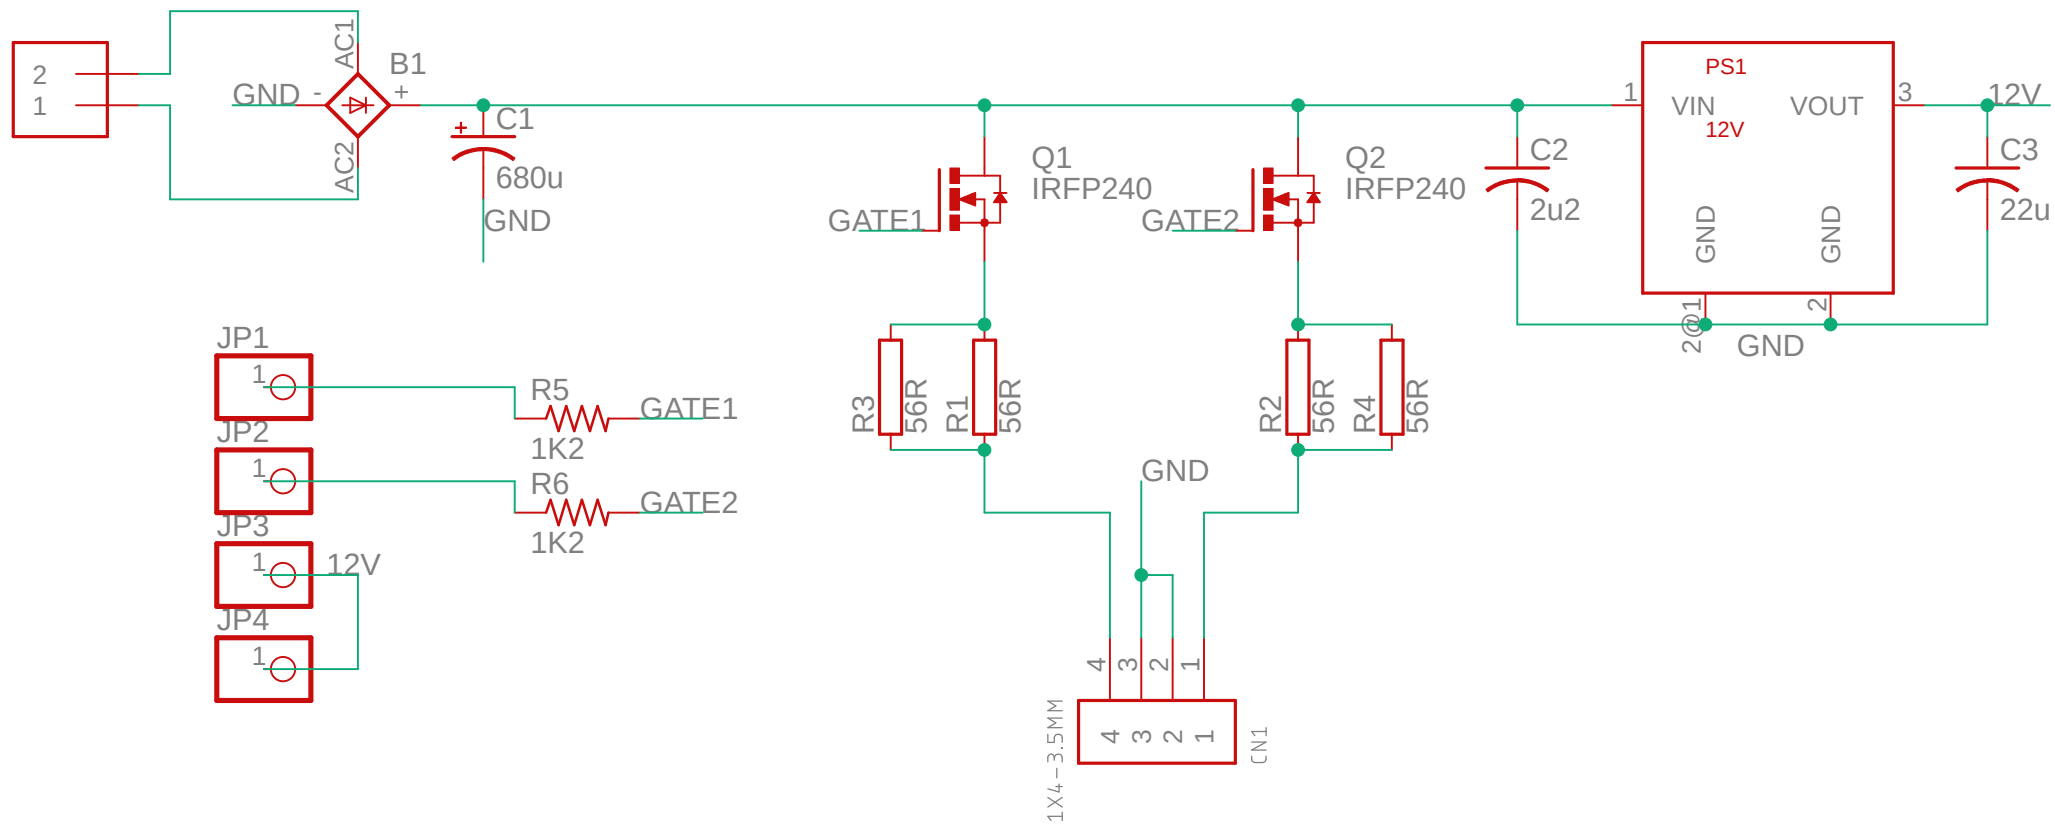 2
1
AC1
AC2
B1
GND
-
+
+
C1
680u
GND
Q1
IRFP240
GATE1
Q2
IRFP240
GATE2
C2
2u2
PS1
12V
1
VIN
VOUT
3
GND
GND
2@1
2
GND
12V
C3
22u
JP1
1
JP2
1
JP3
1
12V
JP4
1
R5
1K2
GATE1
R6
1K2
GATE2
R3
56R
R1
56R
R2
56R
R4
56R
GND
4
3
2
1
4
3
2
1
1X4-3.5MM
CN1